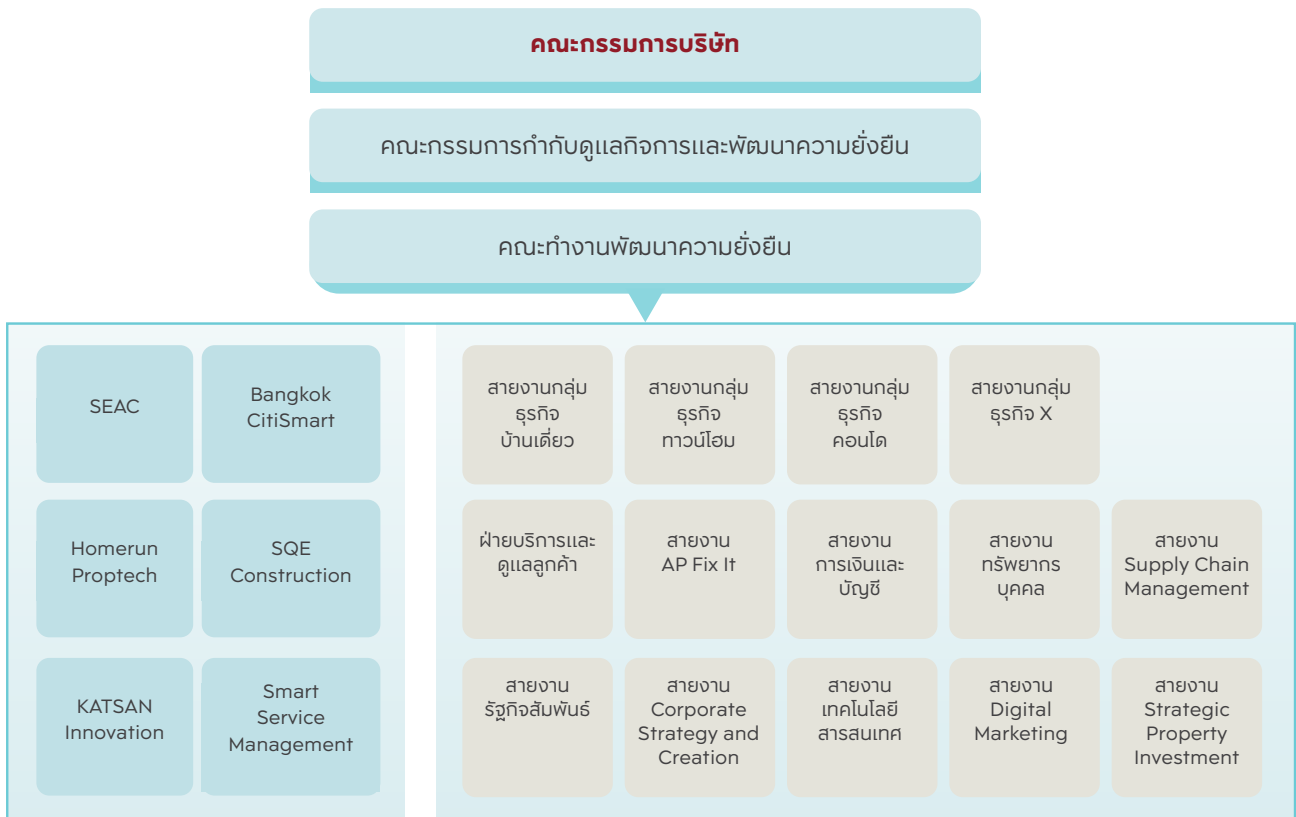 คณะกรรมการบริษัท
คณะกรรมการกำกับดูแลกิจการและพัฒนาความยั่งยืน
คณะทำงานพัฒนาความยั่งยืน
SEAC
Bangkok
CitiSmart
Homerun
Proptech
SQE
Construction
KATSAN
Innovation
Smart
Service
Management
สายงานกลุ่ม
ธุรกิจ
บ้านเดี่ยว
สายงานกลุ่ม
ธุรกิจ
ทาวน์โฮม
สายงานกลุ่ม
ธุรกิจ
คอนโด
สายงานกลุ่ม
ธุรกิจ X
ฝ่ายบริการและ
ดูแลลูกค้า
สายงาน
AP Fix It
สายงาน
การเงินและ
บัญชี
สายงาน
ทรัพยากร
บุคคล
สายงาน
Supply Chain
Management
สายงาน
รัฐกิจสัมพันธ์
สายงาน
Corporate
Strategy and
Creation
สายงาน
เทคโนโลยี
สารสนเทศ
สายงาน
Digital
Marketing
สายงาน
Strategic
Property
Investment